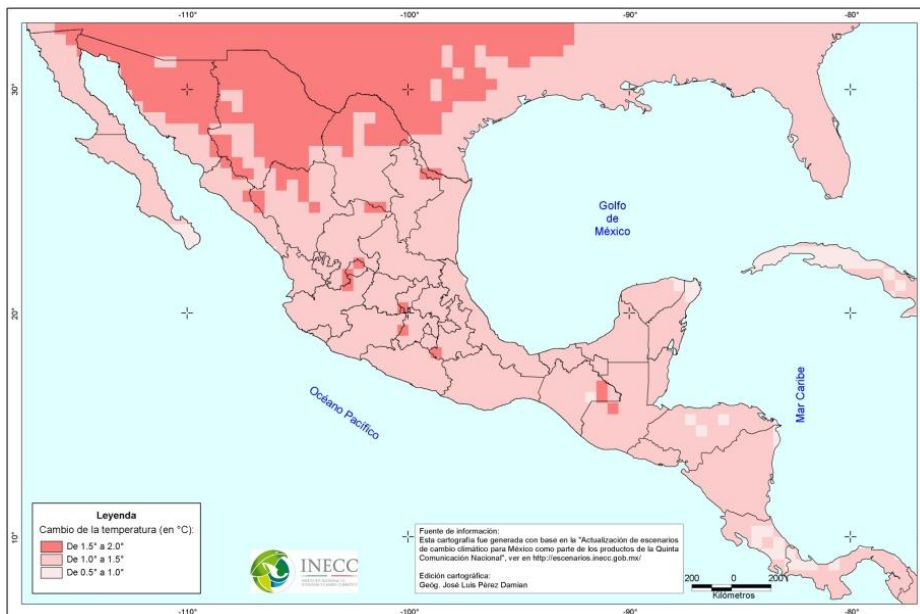 -110° -100° -90° -80°
30°
20°
10°
30°
20°
10°
Golfo
de
México
Mar Caribe
Océano Pacífico
Leyenda
Cambio de la temperatura (en °C):
De 1.5° a 2.0°
De 1.0° a 1.5°
De 0.5° a 1.0°
INECC
Fuente de información:
Esta cartografía fue generada con base en la "Actualización de escenarios
de cambio climático para México como parte de los productos de la Quinta
Comunicación Nacional", ver en http://escenarios.inecc.gob.mx/
Edición cartográfica:
Geóg. José Luis Pérez Damian
200 0 200
Kilómetros
-110° -100° -90° -80°